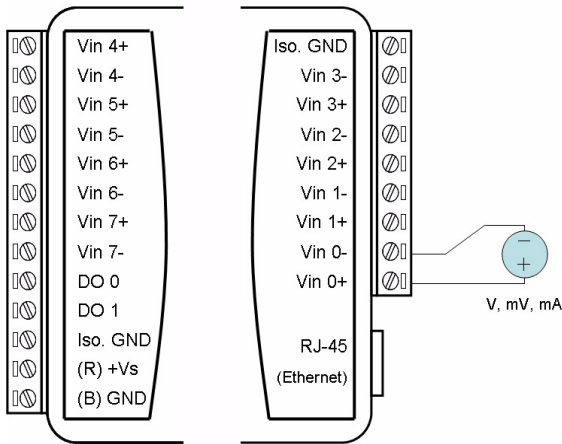 Vin 4+
Vin 4-
Vin 5+
Vin 5-
Vin 6+
Vin 6-
Vin 7+
Vin 7-
DO 0
DO 1
Iso. GND
(R) +Vs
(B) GND
Iso. GND
Vin 3-
Vin 3+
Vin 2-
Vin 2+
Vin 1-
Vin 1+
Vin 0-
Vin 0+
RJ-45
(Ethernet)
−
+
V, mV, mA